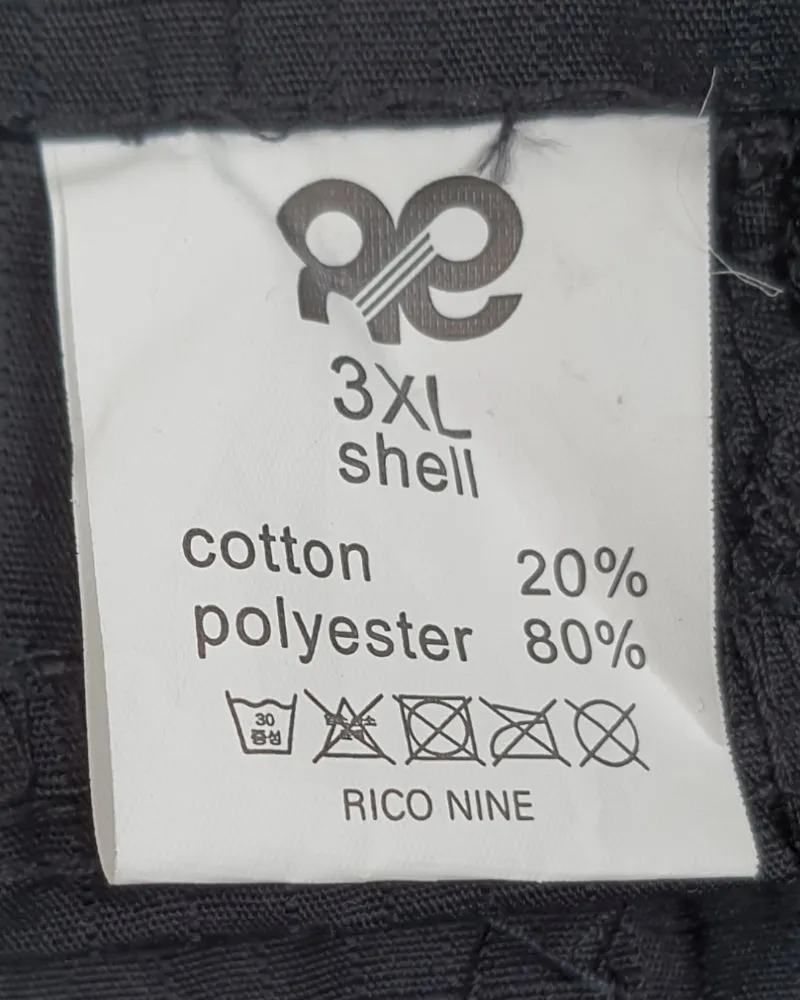 3XL
shell
cotton 20%
polyester 80%
30
중성
RICO NINE